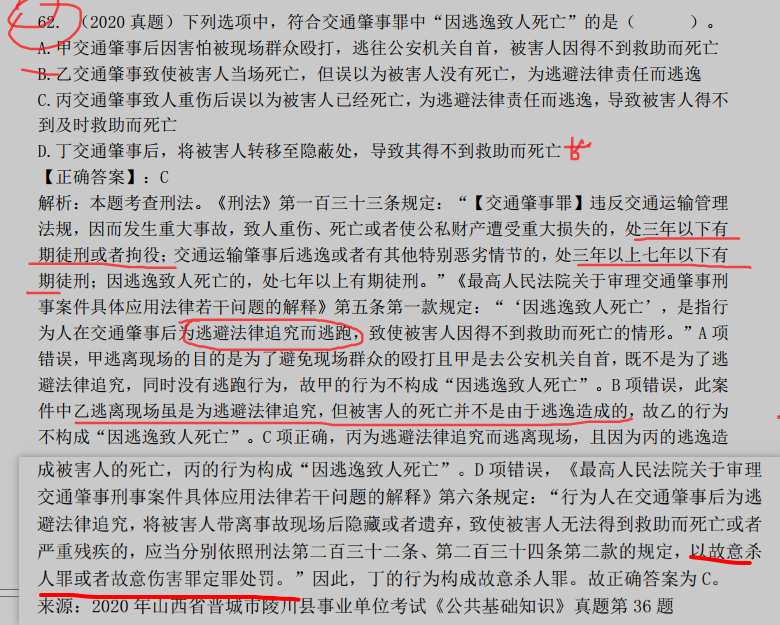 62. （2020 真题）下列选项中，符合交通肇事罪中“因逃逸致人死亡”的是（　　）。
A.甲交通肇事后因害怕被现场群众殴打，逃往公安机关自首，被害人因得不到救助而死亡
B.乙交通肇事致使被害人当场死亡，但误以为被害人没有死亡，为逃避法律责任而逃逸
C.丙交通肇事致人重伤后误以为被害人已经死亡，为逃避法律责任而逃逸，导致被害人得不
到及时救助而死亡
D.丁交通肇事后，将被害人转移至隐蔽处，导致其得不到救助而死亡
【正确答案】：C
解析：本题考查刑法。《刑法》第一百三十三条规定：“【交通肇事罪】违反交通运输管理
法规，因而发生重大事故，致人重伤、死亡或者使公私财产遭受重大损失的，处三年以下有
期徒刑或者拘役；交通运输肇事后逃逸或者有其他特别恶劣情节的，处三年以上七年以下有
期徒刑；因逃逸致人死亡的，处七年以上有期徒刑。”《最高人民法院关于审理交通肇事刑
事案件具体应用法律若干问题的解释》第五条第一款规定：“‘因逃逸致人死亡’，是指行
为人在交通肇事后为逃避法律追究而逃跑，致使被害人因得不到救助而死亡的情形。”A 项
错误，甲逃离现场的目的是为了避免现场群众的殴打且甲是去公安机关自首，既不是为了逃
避法律追究，同时没有逃跑行为，故甲的行为不构成“因逃逸致人死亡”。B 项错误，此案
件中乙逃离现场虽是为逃避法律追究，但被害人的死亡并不是由于逃逸造成的，故乙的行为
不构成“因逃逸致人死亡”。C 项正确，丙为逃避法律追究而逃离现场，且因为丙的逃逸造
成被害人的死亡，丙的行为构成“因逃逸致人死亡”。D 项错误，《最高人民法院关于审理
交通肇事刑事案件具体应用法律若干问题的解释》第六条规定：“行为人在交通肇事后为逃
避法律追究，将被害人带离事故现场后隐藏或者遗弃，致使被害人无法得到救助而死亡或者
严重残疾的，应当分别依照刑法第二百三十二条、第二百三十四条第二款的规定，以故意杀
人罪或者故意伤害罪定罪处罚。”因此，丁的行为构成故意杀人罪。故正确答案为 C。
来源：2020 年山西省晋城市陵川县事业单位考试《公共基础知识》真题第 36 题